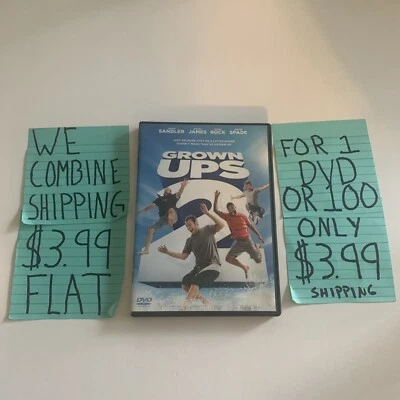 WE
COMBINE
SHIPPING
$3.99
FLAT
SANDLER JAMES ROCK SPADE
GROWN
UPS
2
DVD
FOR 1
DVD
OR 100
ONLY
$3.99
SHIPPING